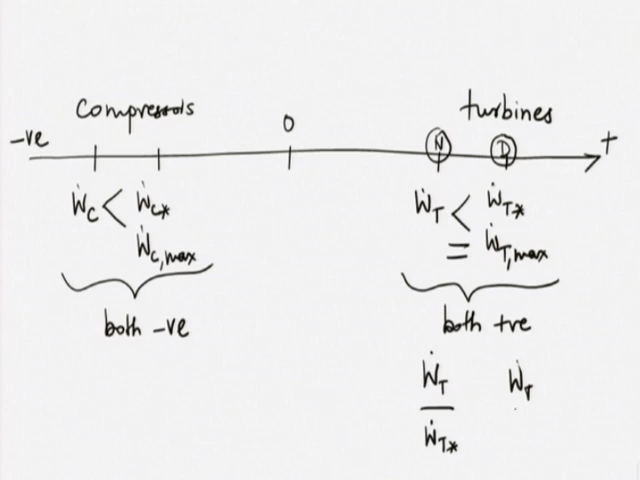 compressors turbines
-ve 0 N D +
Ẇc < Ẇc* ẆT < ẆT*
Ẇc,max = ẆT,max
both -ve both +ve
ẆT ẆT
ẆT*